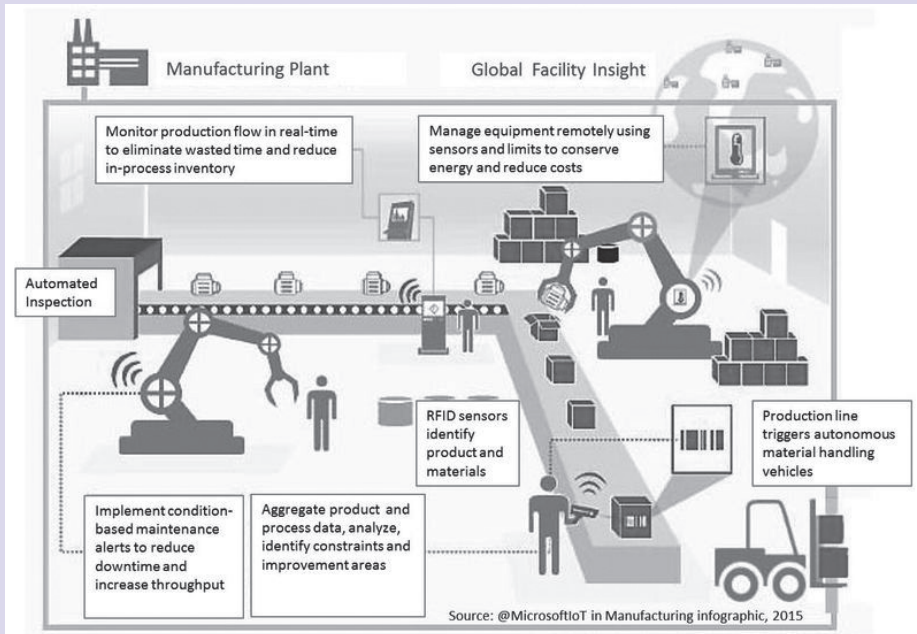 Manufacturing Plant
Global Facility Insight
Monitor production flow in real-time
to eliminate wasted time and reduce
in-process inventory
Manage equipment remotely using
sensors and limits to conserve
energy and reduce costs
Automated
Inspection
RFID sensors
identify
product and
materials
Production line
triggers autonomous
material handling
vehicles
Implement condition-
based maintenance
alerts to reduce
downtime and
increase throughput
Aggregate product and
process data, analyze,
identify constraints and
improvement areas
Source: @MicrosoftIoT in Manufacturing infographic, 2015